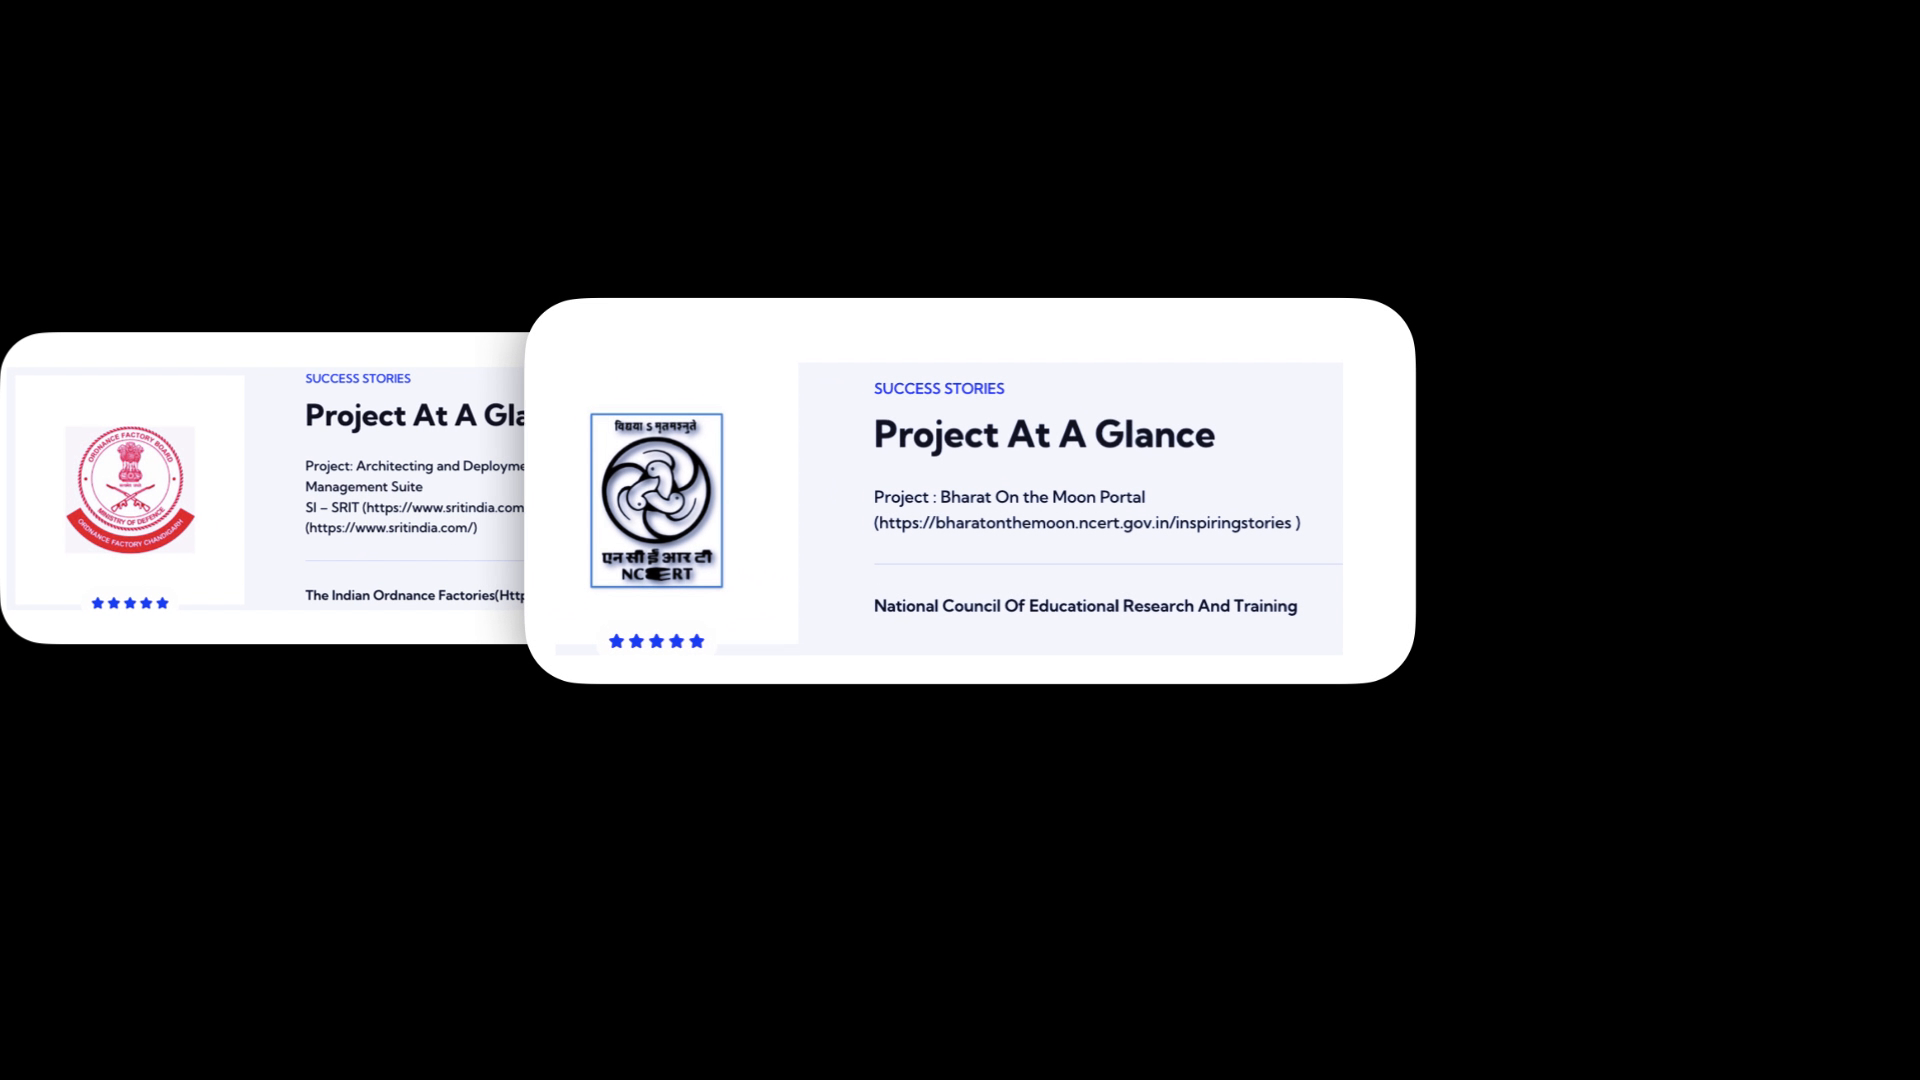 ORDNANCE FACTORY BOARD
MINISTRY OF DEFENCE
ORDNANCE FACTORY CHANDIGARH
SUCCESS STORIES
Project At A Gla
Project: Architecting and Deployme
Management Suite
SI – SRIT (https://www.sritindia.com
(https://www.sritindia.com/)
The Indian Ordnance Factories(Http
विद्यया ऽ मृतमश्नुते
एन सी ई आर टी
NCERT
SUCCESS STORIES
Project At A Glance
Project : Bharat On the Moon Portal
(https://bharatonthemoon.ncert.gov.in/inspiringstories )
National Council Of Educational Research And Training